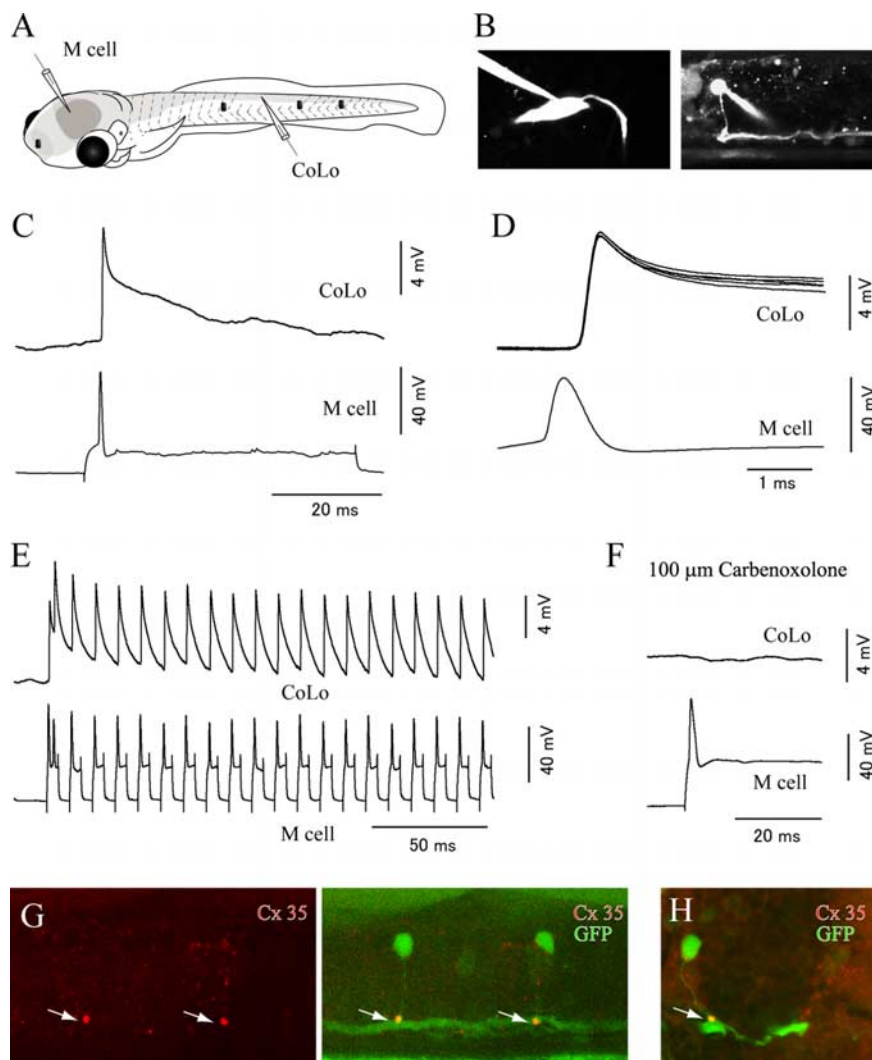 A
M cell
CoLo
B
C
CoLo
4 mV
M cell
40 mV
20 ms
D
CoLo
4 mV
M cell
40 mV
1 ms
E
CoLo
4 mV
M cell
40 mV
50 ms
F
100 μm Carbenoxolone
CoLo
4 mV
M cell
40 mV
20 ms
G
Cx 35
Cx 35
GFP
H
Cx 35
GFP